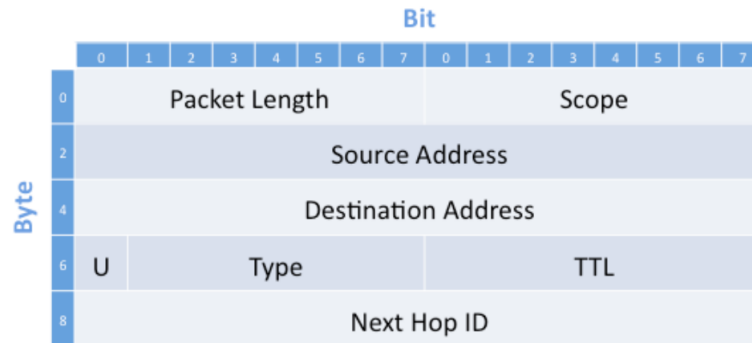 Bit
0 1 2 3 4 5 6 7 0 1 2 3 4 5 6 7
Byte
0 Packet Length Scope
2 Source Address
4 Destination Address
6 U Type TTL
8 Next Hop ID